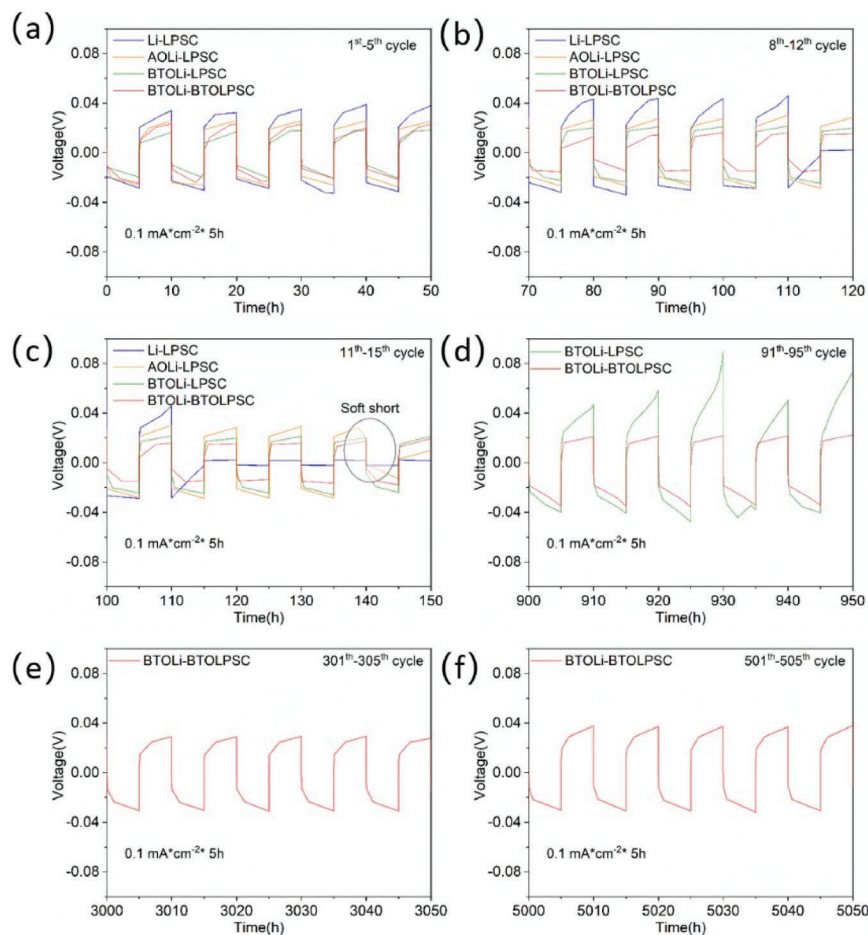 (a)
Li-LPSC
AOLi-LPSC
BTOLi-LPSC
BTOLi-BTOLPSC
1st-5th cycle
0.1 mA*cm-2* 5h
Voltage(V)
0.08
0.04
0.00
-0.04
-0.08
0 10 20 30 40 50
Time(h)
(b)
Li-LPSC
AOLi-LPSC
BTOLi-LPSC
BTOLi-BTOLPSC
8th-12th cycle
0.1 mA*cm-2* 5h
Voltage(V)
0.08
0.04
0.00
-0.04
-0.08
70 80 90 100 110 120
Time(h)
(c)
Li-LPSC
AOLi-LPSC
BTOLi-LPSC
BTOLi-BTOLPSC
11th-15th cycle
Soft short
0.1 mA*cm-2* 5h
Voltage(V)
0.08
0.04
0.00
-0.04
-0.08
100 110 120 130 140 150
Time(h)
(d)
BTOLi-LPSC
BTOLi-BTOLPSC
91th-95th cycle
0.1 mA*cm-2* 5h
Voltage(V)
0.08
0.04
0.00
-0.04
-0.08
900 910 920 930 940 950
Time(h)
(e)
BTOLi-BTOLPSC
301th-305th cycle
0.1 mA*cm-2* 5h
Voltage(V)
0.08
0.04
0.00
-0.04
-0.08
3000 3010 3020 3030 3040 3050
Time(h)
(f)
BTOLi-BTOLPSC
501th-505th cycle
0.1 mA*cm-2* 5h
Voltage(V)
0.08
0.04
0.00
-0.04
-0.08
5000 5010 5020 5030 5040 5050
Time(h)